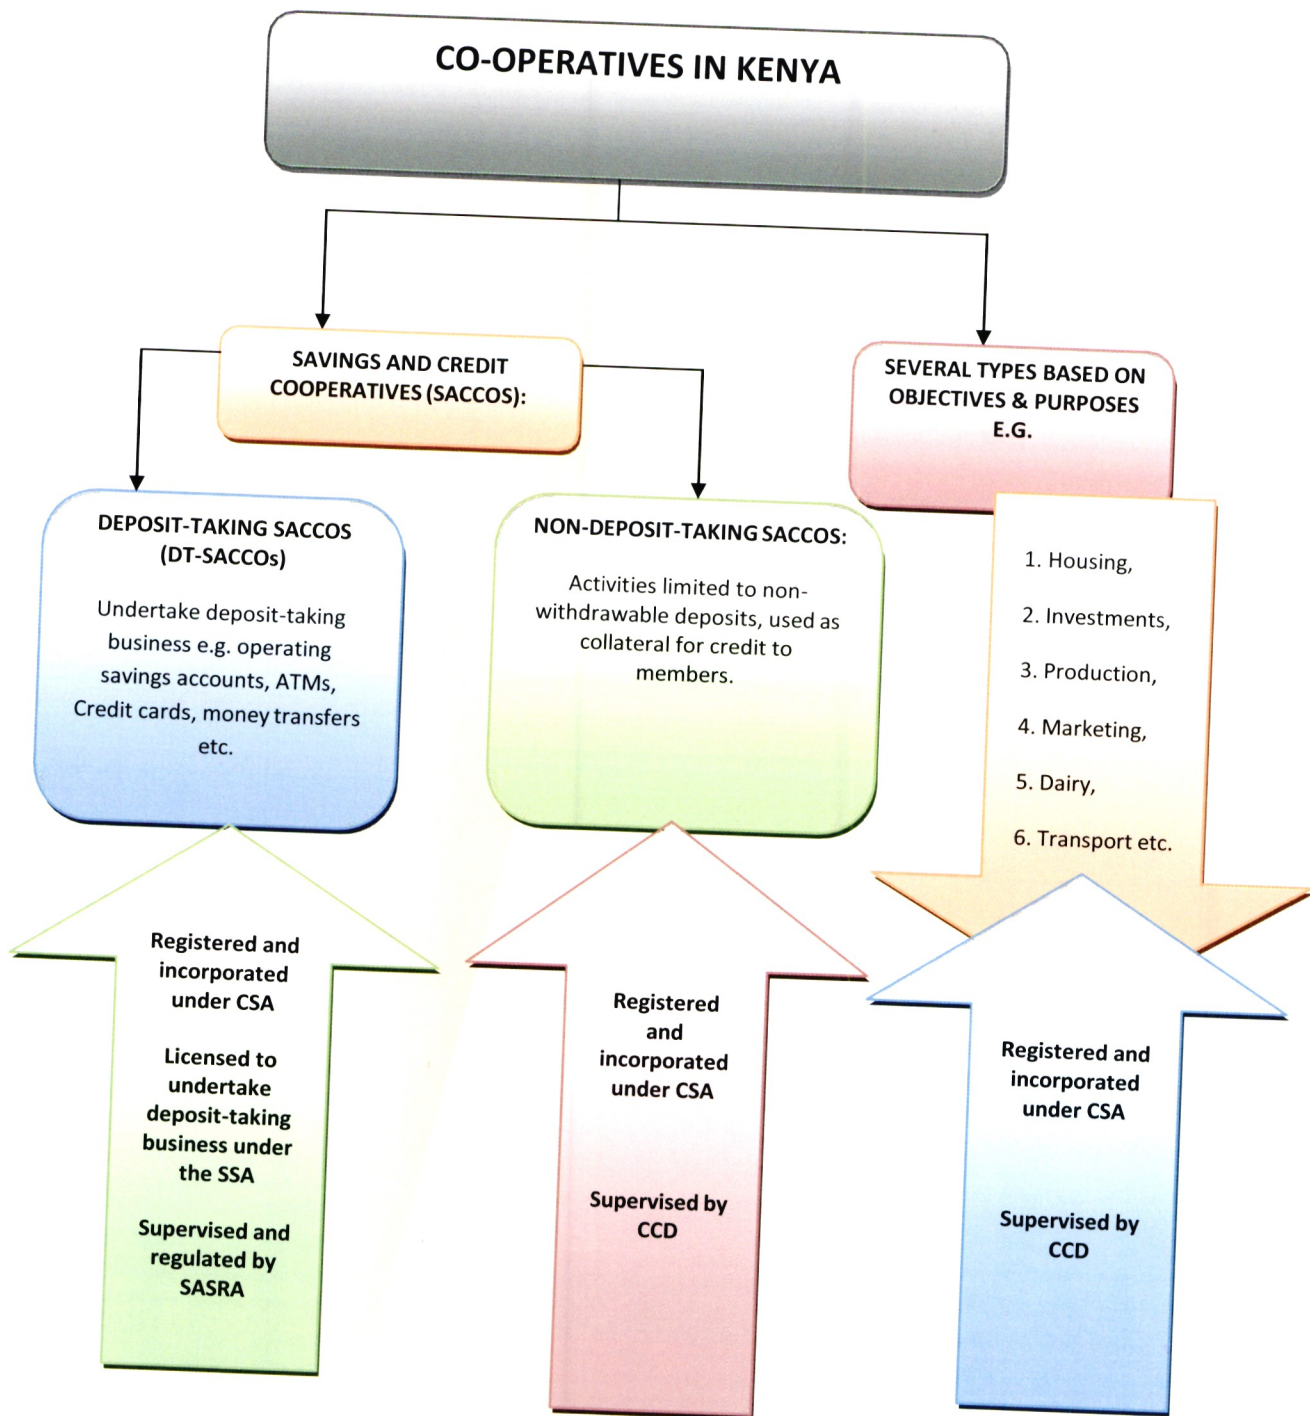 CO-OPERATIVES IN KENYA
SAVINGS AND CREDIT
COOPERATIVES (SACCOS):
SEVERAL TYPES BASED ON
OBJECTIVES & PURPOSES
E.G.
DEPOSIT-TAKING SACCOS
(DT-SACCOs)
Undertake deposit-taking
business e.g. operating
savings accounts, ATMs,
Credit cards, money transfers
etc.
NON-DEPOSIT-TAKING SACCOS:
Activities limited to non-
withdrawable deposits, used as
collateral for credit to
members.
1. Housing,
2. Investments,
3. Production,
4. Marketing,
5. Dairy,
6. Transport etc.
Registered and
incorporated
under CSA
Licensed to
undertake
deposit-taking
business under
the SSA
Supervised and
regulated by
SASRA
Registered
and
incorporated
under CSA
Supervised by
CCD
Registered and
incorporated
under CSA
Supervised by
CCD